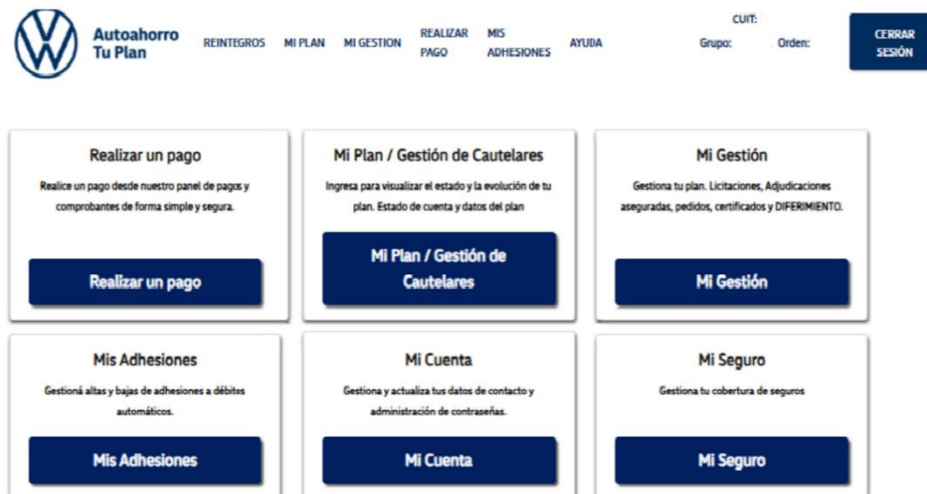 Autoahorro
Tu Plan
REINTEGROS
MI PLAN
MI GESTION
REALIZAR
PAGO
MIS
ADHESIONES
AYUDA
CUIT:
Grupo:
Orden:
CERRAR
SESIÓN
Realizar un pago
Realice un pago desde nuestro panel de pagos y
comprobantes de forma simple y segura.
Realizar un pago
Mi Plan / Gestión de Cautelares
Ingresa para visualizar el estado y la evolución de tu
plan. Estado de cuenta y datos del plan
Mi Plan / Gestión de
Cautelares
Mi Gestión
Gestiona tu plan. Licitaciones, Adjudicaciones
aseguradas, pedidos, certificados y DIFERIMIENTO.
Mi Gestión
Mis Adhesiones
Gestioná altas y bajas de adhesiones a débitos
automáticos.
Mis Adhesiones
Mi Cuenta
Gestiona y actualiza tus datos de contacto y
administración de contraseñas.
Mi Cuenta
Mi Seguro
Gestiona tu cobertura de seguros
Mi Seguro